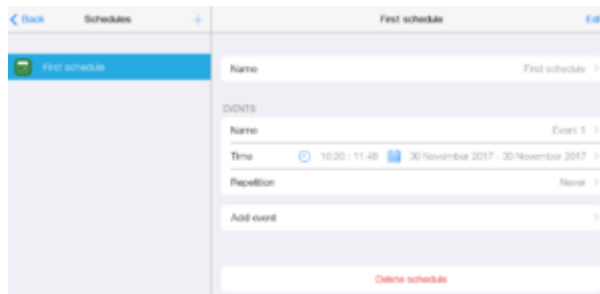 Back
Schedules
+
First schedule
Edi
First schedule
Name
First schedule
EVENTS
Name
Event 1
Time
10:20 : 11:46
30 November 2017 - 30 November 2017
Repetition
Never
Add event
Delete schedule